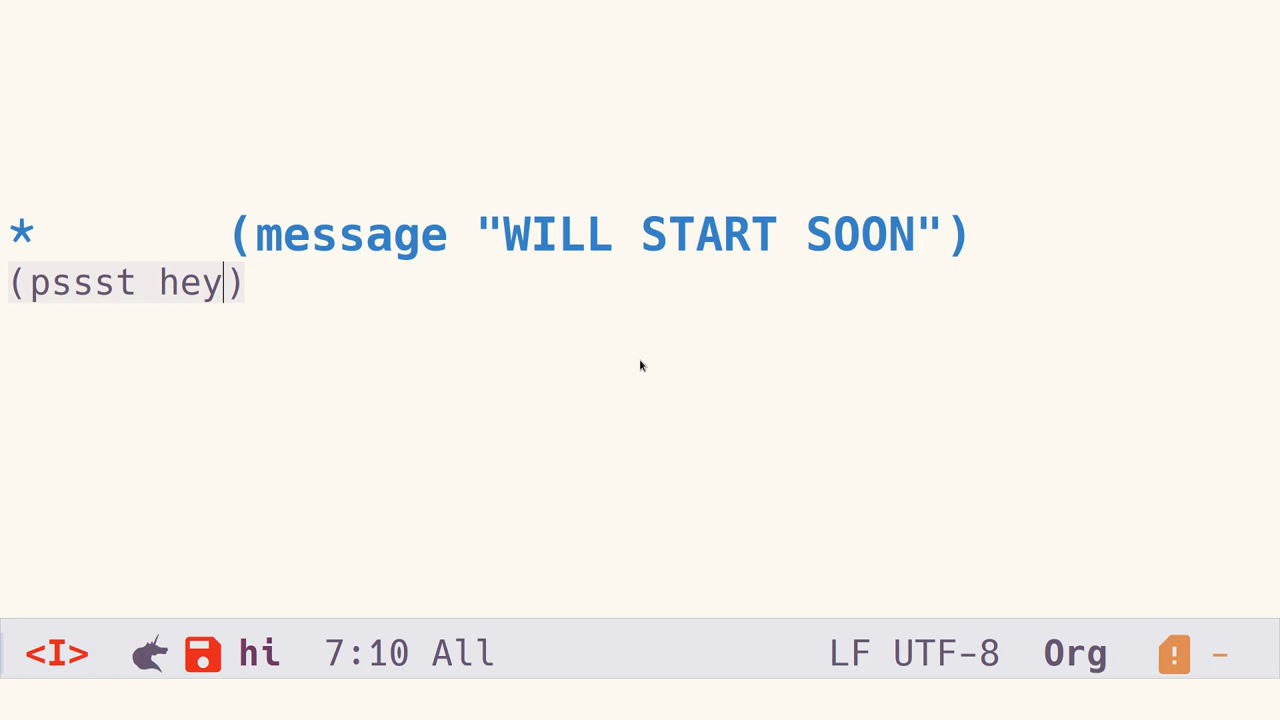 * (message "WILL START SOON")
(pssst hey)
<I> hi 7:10 All LF UTF-8 Org ! -